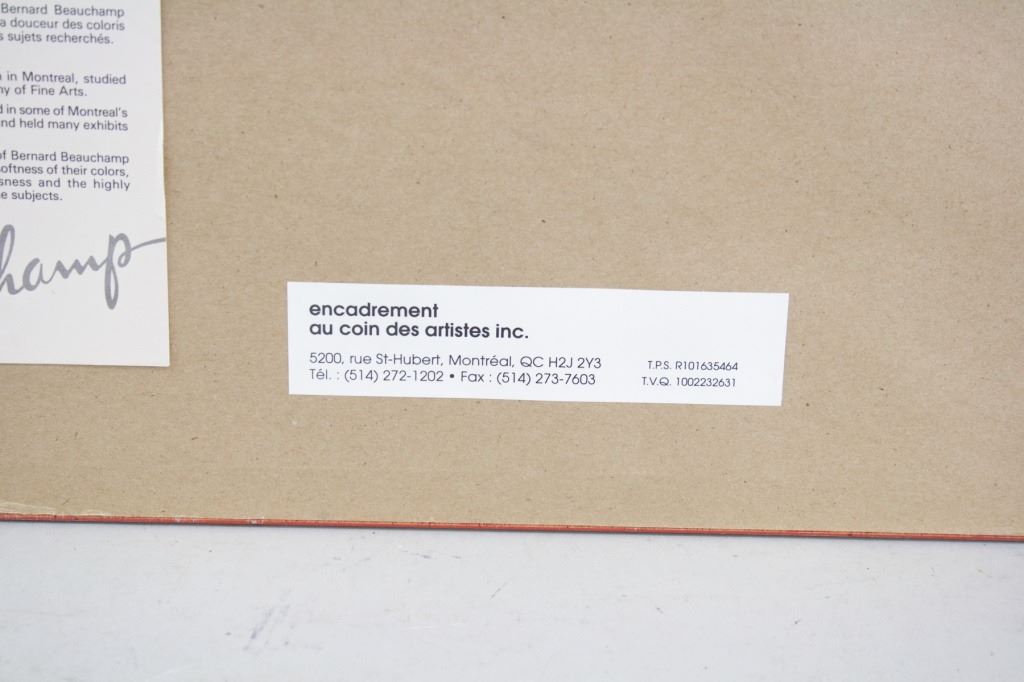 Bernard Beauchamp
a douceur des coloris
s sujets recherchés.
in Montreal, studied
ny of Fine Arts.
d in some of Montreal's
nd held many exhibits
of Bernard Beauchamp
oftness of their colors,
sness and the highly
e subjects.
hamp
encadrement
au coin des artistes inc.
5200, rue St-Hubert, Montréal, QC H2J 2Y3
Tél. : (514) 272-1202 • Fax : (514) 273-7603
T.P.S. R101635464
T.V.Q. 1002232631